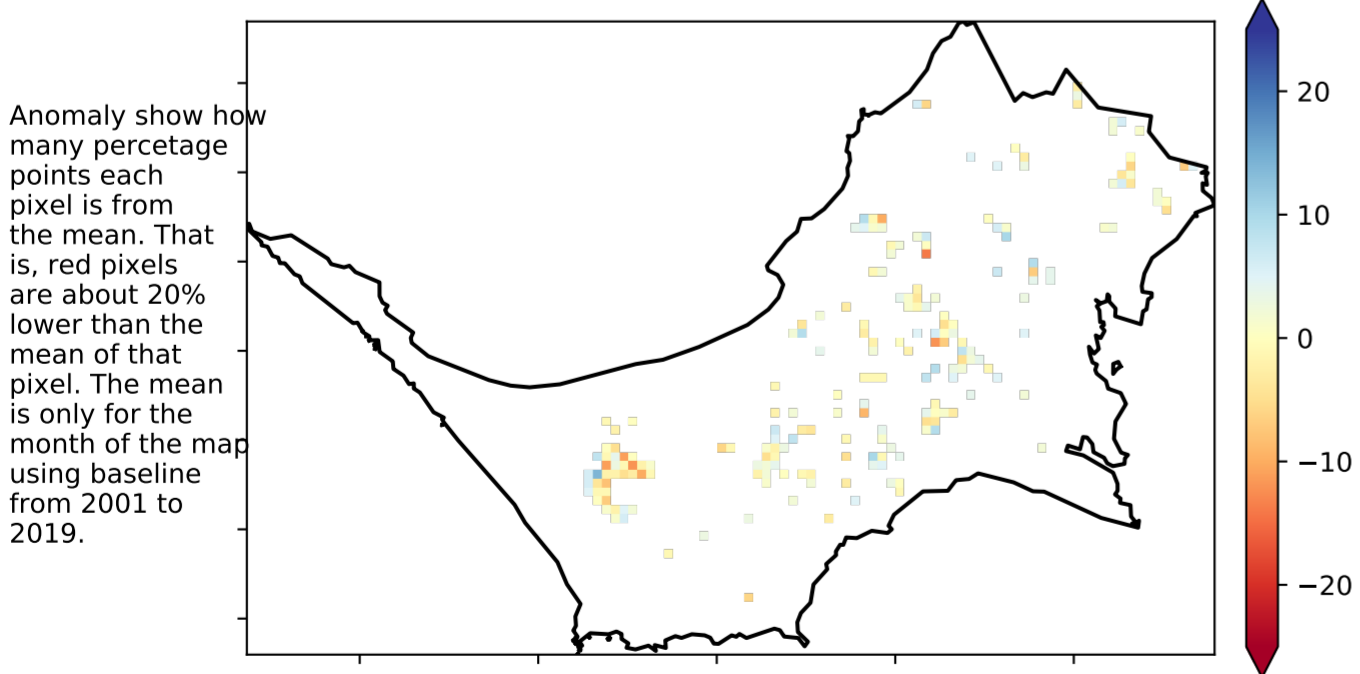 Anomaly show how
many percetage
points each
pixel is from
the mean. That
is, red pixels
are about 20%
lower than the
mean of that
pixel. The mean
is only for the
month of the map
using baseline
from 2001 to
2019.
20
10
0
−10
−20